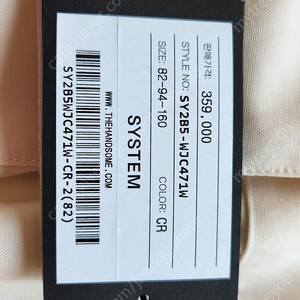 판매가격: 359,000
STYLE NO: SY2B5-WJC471W
SIZE: 82-94-160
COLOR: CR
SYSTEM
WWW.THEHANDSOME.COM
SY2B5WJC471W-CR-2(82)